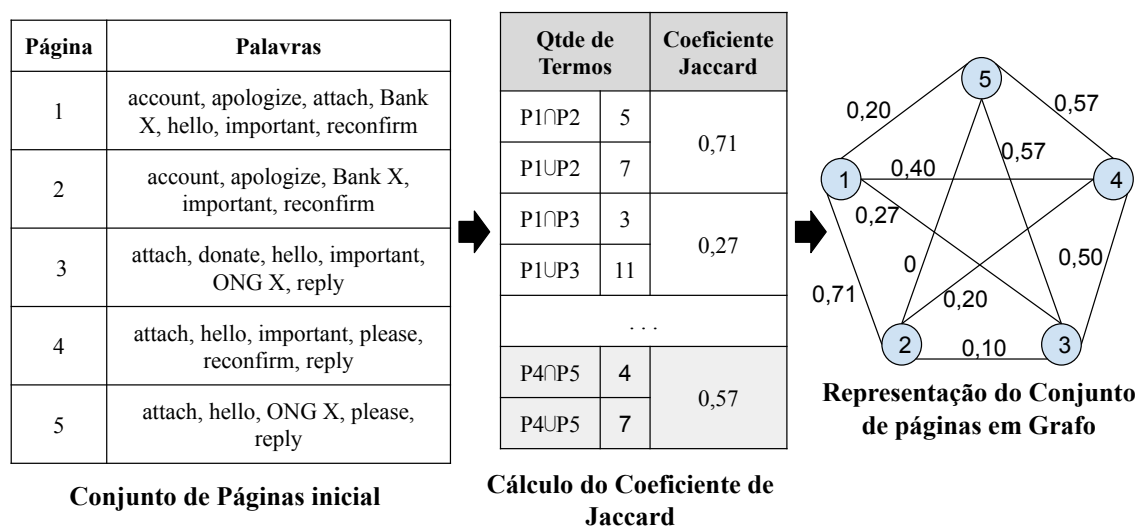 Página Palavras
1
account, apologize, attach, Bank
X, hello, important, reconfirm
2
account, apologize, Bank X,
important, reconfirm
3
attach, donate, hello, important,
ONG X, reply
4
attach, hello, important, please,
reconfirm, reply
5
attach, hello, ONG X, please,
reply
Conjunto de Páginas inicial
Qtde de
Termos
Coeficiente
Jaccard
P1∩P2 5
P1∪P2 7
0,71
P1∩P3 3
P1∪P3 11
0,27
. . .
P4∩P5 4
P4∪P5 7
0,57
Cálculo do Coeficiente de
Jaccard
5
0,20
0,57
0,57
1
0,40
4
0,27
0,50
0
0,71
0,20
2
0,10
3
Representação do Conjunto
de páginas em Grafo